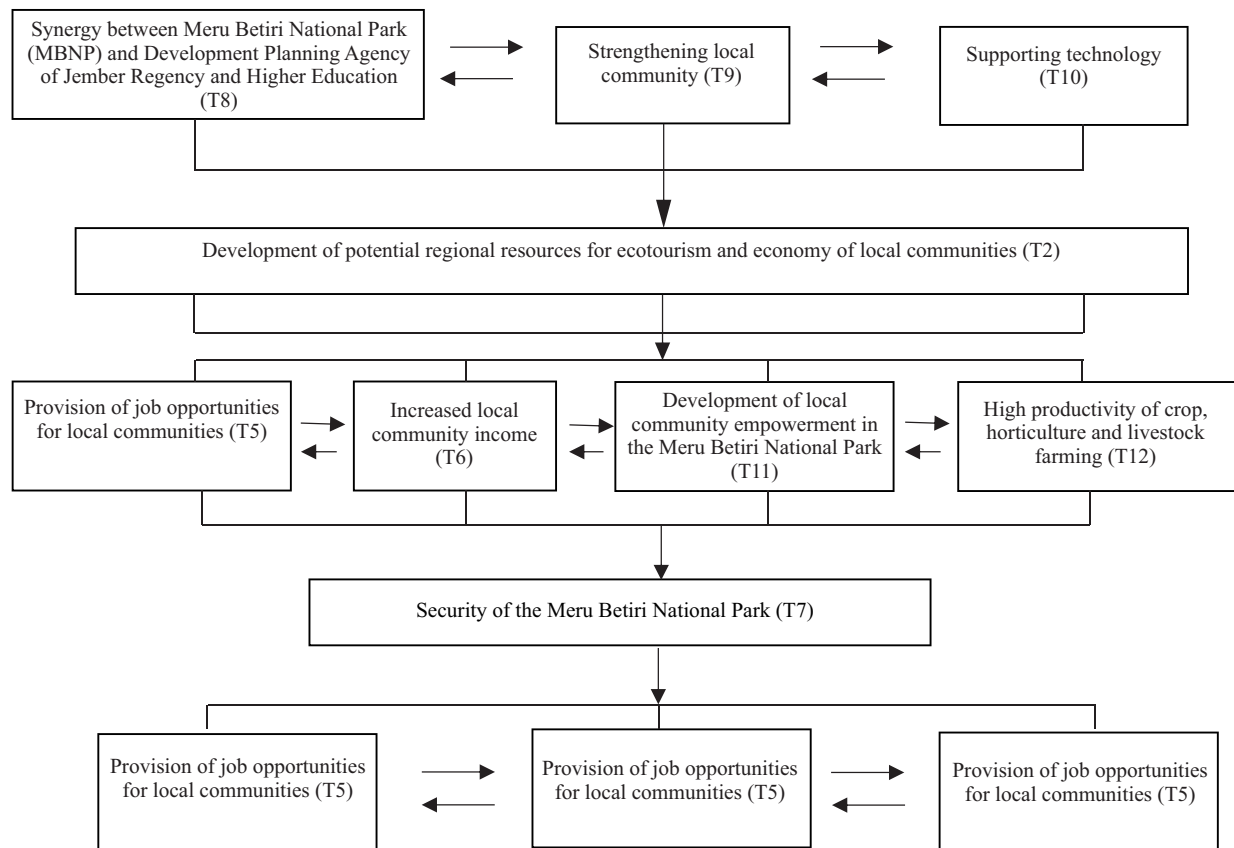 Synergy between Meru Betiri National Park
(MBNP) and Development Planning Agency
of Jember Regency and Higher Education
(T8)
Strengthening local
community (T9)
Supporting technology
(T10)
Development of potential regional resources for ecotourism and economy of local communities (T2)
Provision of job opportunities
for local communities (T5)
Increased local
community income
(T6)
Development of local
community empowerment in
the Meru Betiri National Park
(T11)
High productivity of crop,
horticulture and livestock
farming (T12)
Security of the Meru Betiri National Park (T7)
Provision of job opportunities
for local communities (T5)
Provision of job opportunities
for local communities (T5)
Provision of job opportunities
for local communities (T5)